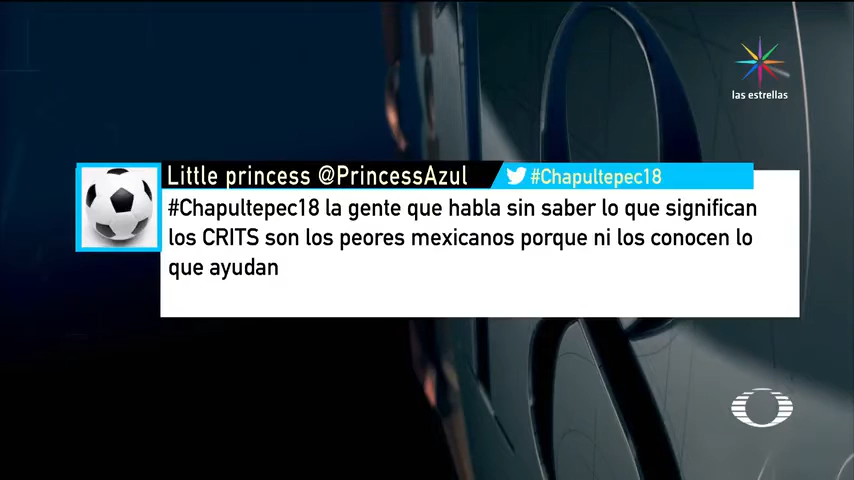 las estrellas
Little princess @PrincessAzul
#Chapultepec18
#Chapultepec18 la gente que habla sin saber lo que significan
los CRITS son los peores mexicanos porque ni los conocen lo
que ayudan